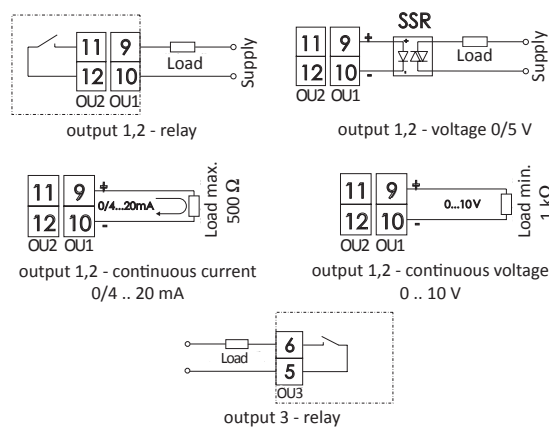 11 9
12 10
OU2 OU1
Load
Supply
output 1,2 - relay
SSR
11 9 +
12 10 -
OU2 OU1
+
-
Load
Supply
output 1,2 - voltage 0/5 V
11 9 +
12 10 -
OU2 OU1
0/4...20mA
Load max.
500 Ω
output 1,2 - continuous current
0/4 .. 20 mA
11 9 +
12 10 -
OU2 OU1
0...10V
Load min.
1 kΩ
output 1,2 - continuous voltage
0 .. 10 V
Load
6
5
OU3
output 3 - relay